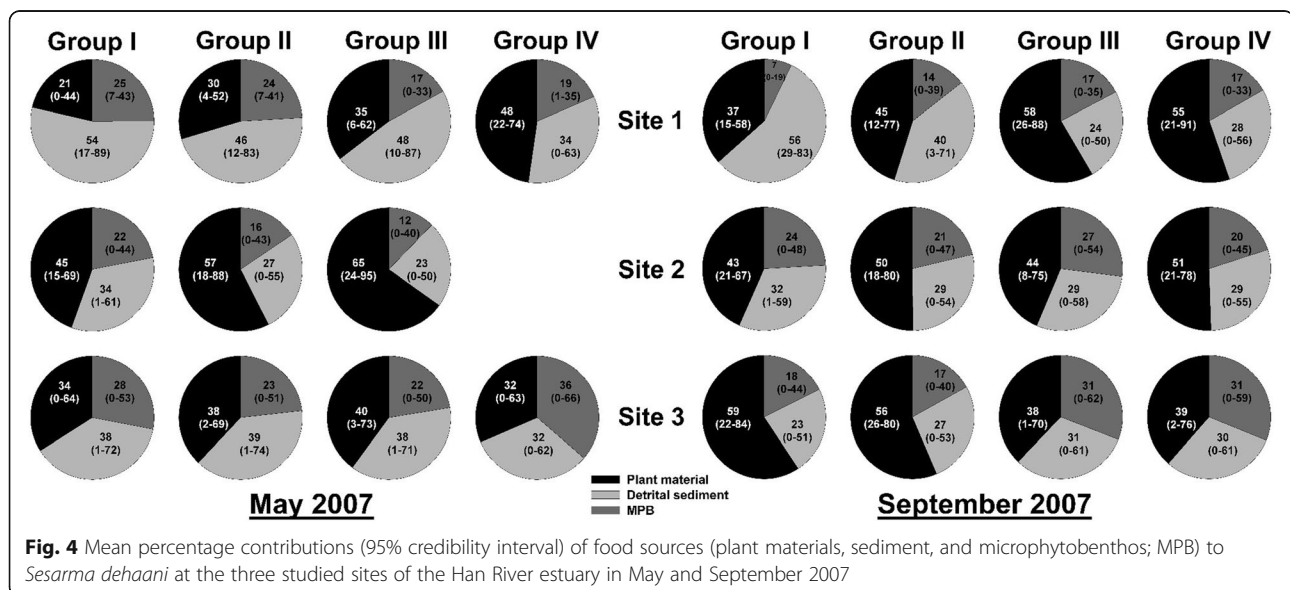 Group I Group II Group III Group IV Group I Group II Group III Group IV
21 (0-44) 25 (7-43) 54 (17-89)
30 (4-52) 24 (7-41) 46 (12-83)
35 (6-62) 17 (0-33) 48 (10-87)
48 (22-74) 19 (1-35) 34 (0-63)
Site 1
37 (15-58) 7 (0-19) 56 (29-83)
45 (12-77) 14 (0-39) 40 (3-71)
58 (26-88) 17 (0-35) 24 (0-50)
55 (21-91) 17 (0-33) 28 (0-56)
45 (15-69) 22 (0-44) 34 (1-61)
57 (18-88) 16 (0-43) 27 (0-55)
65 (24-95) 12 (0-40) 23 (0-50)
Site 2
43 (21-67) 24 (0-48) 32 (1-59)
50 (18-80) 21 (0-47) 29 (0-54)
44 (8-75) 27 (0-54) 29 (0-58)
51 (21-78) 20 (0-45) 29 (0-55)
34 (0-64) 28 (0-53) 38 (1-72)
38 (2-69) 23 (0-51) 39 (1-74)
40 (3-73) 22 (0-50) 38 (1-71)
32 (0-63) 36 (0-66) 32 (0-62)
Site 3
59 (22-84) 18 (0-44) 23 (0-51)
56 (26-80) 17 (0-40) 27 (0-53)
38 (1-70) 31 (0-62) 31 (0-61)
39 (2-76) 31 (0-59) 30 (0-61)
Plant material
Detrital sediment
MPB
May 2007 September 2007
Fig. 4 Mean percentage contributions (95% credibility interval) of food sources (plant materials, sediment, and microphytobenthos; MPB) to
Sesarma dehaani at the three studied sites of the Han River estuary in May and September 2007